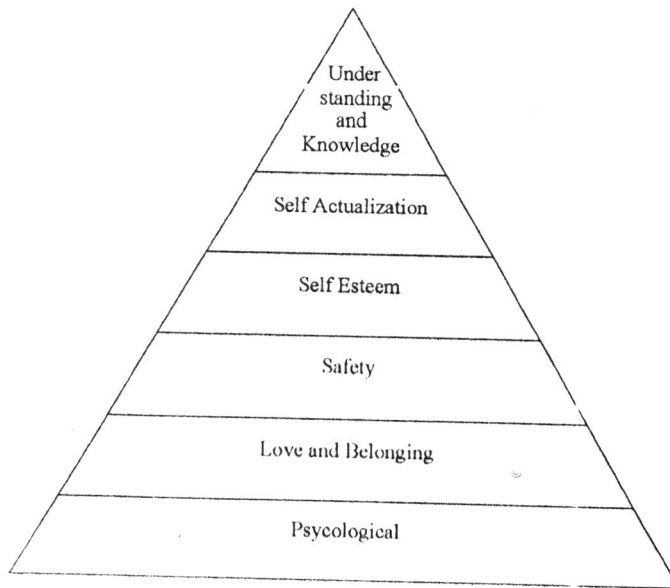 Under
standing
and
Knowledge
Self Actualization
Self Esteem
Safety
Love and Belonging
Psycological